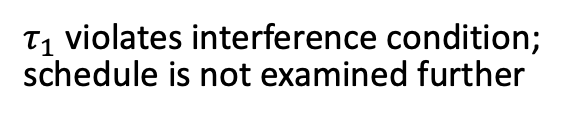 τ₁ violates interference condition;
schedule is not examined further